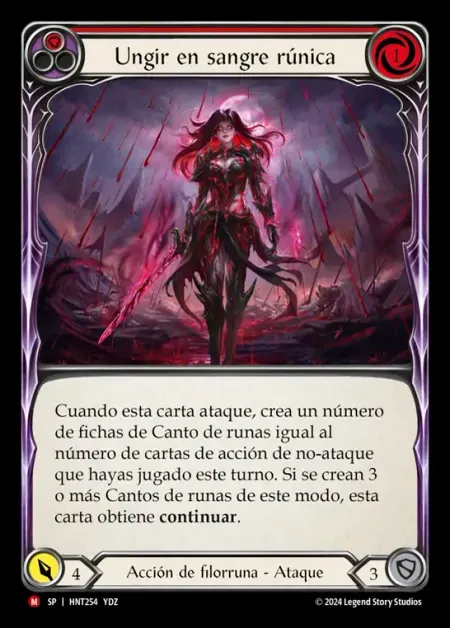 Ungir en sangre rúnica
1
Cuando esta carta ataque, crea un número
de fichas de Canto de runas igual al
número de cartas de acción de no-ataque
que hayas jugado este turno. Si se crean 3
o más Cantos de runas de este modo, esta
carta obtiene continuar.
4 Acción de filorruna - Ataque 3
M SP | HNT254 YDZ © 2024 Legend Story Studios